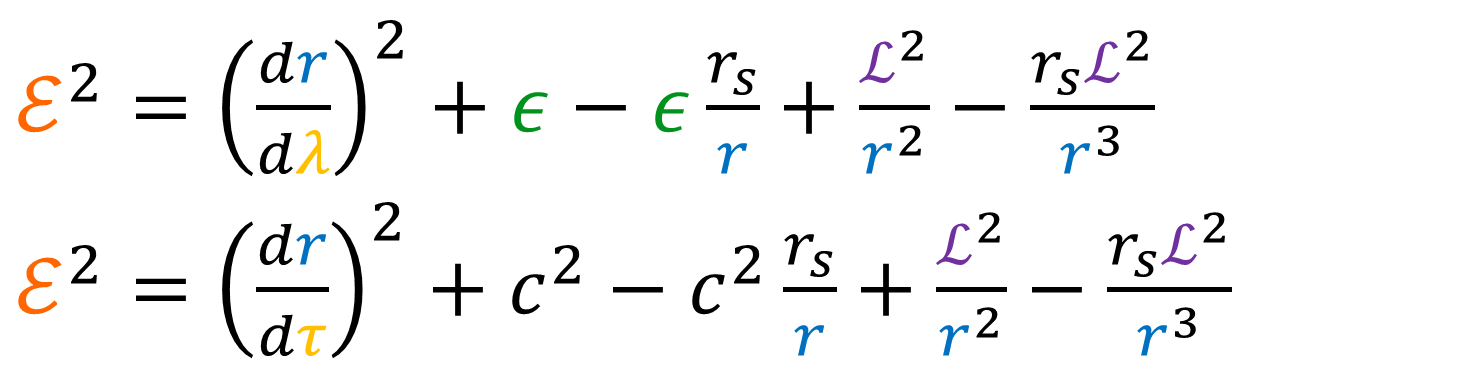 ℰ² = (dr/dλ)² + ϵ − ϵ r_s/r + ℒ²/r² − r_sℒ²/r³
ℰ² = (dr/dτ)² + c² − c² r_s/r + ℒ²/r² − r_sℒ²/r³